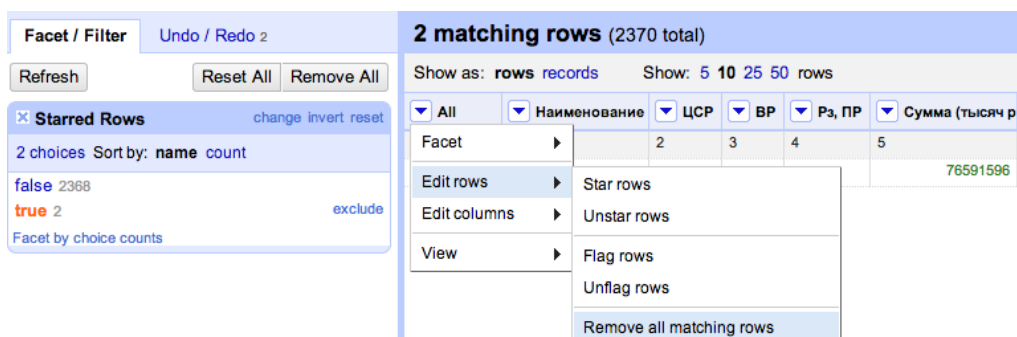 Facet / Filter Undo / Redo 2
Refresh Reset All Remove All
Starred Rows change invert reset
2 choices Sort by: name count
false 2368
true 2 exclude
Facet by choice counts
2 matching rows (2370 total)
Show as: rows records Show: 5 10 25 50 rows
All Наименование ЦСР ВР Рз, ПР Сумма (тысяч р
2 3 4 5
76591596
Facet
Edit rows
Edit columns
View
Star rows
Unstar rows
Flag rows
Unflag rows
Remove all matching rows